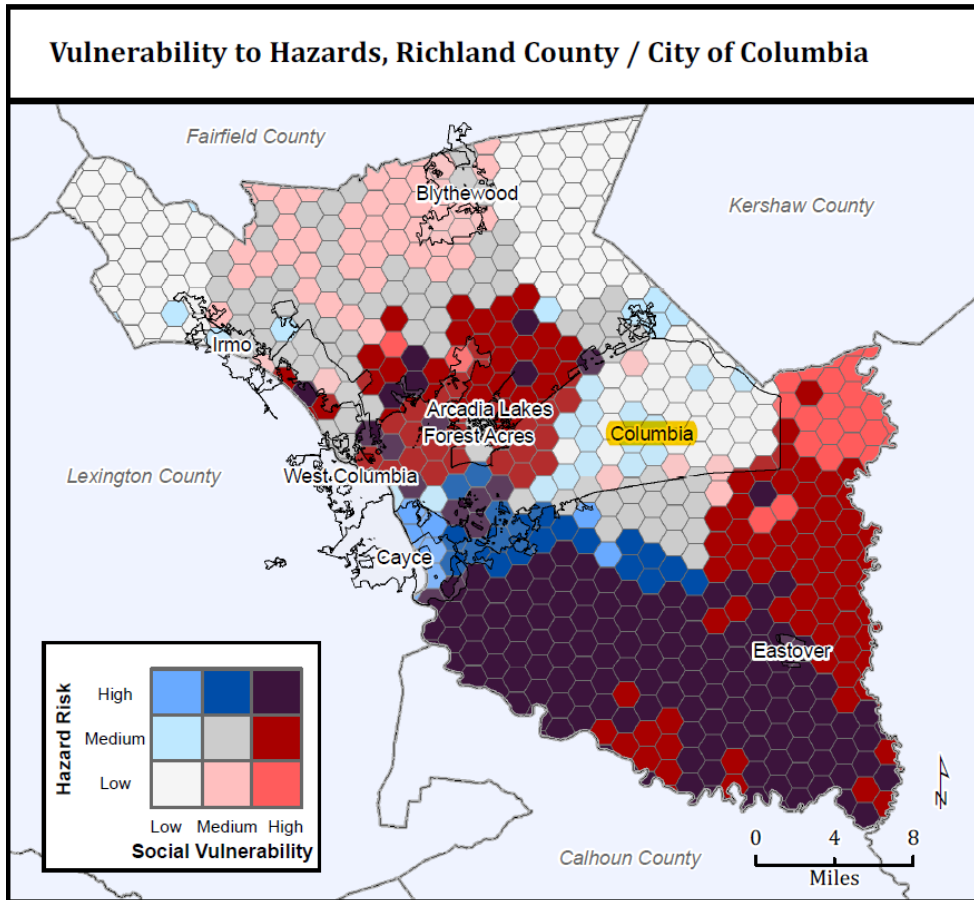 Vulnerability to Hazards, Richland County / City of Columbia
Fairfield County
Blythewood
Kershaw County
Irmo
Arcadia Lakes
Forest Acres
Columbia
Lexington County
West Columbia
Cayce
Eastover
Hazard Risk
High
Medium
Low
Low Medium High
Social Vulnerability
Calhoun County
N
0 4 8
Miles